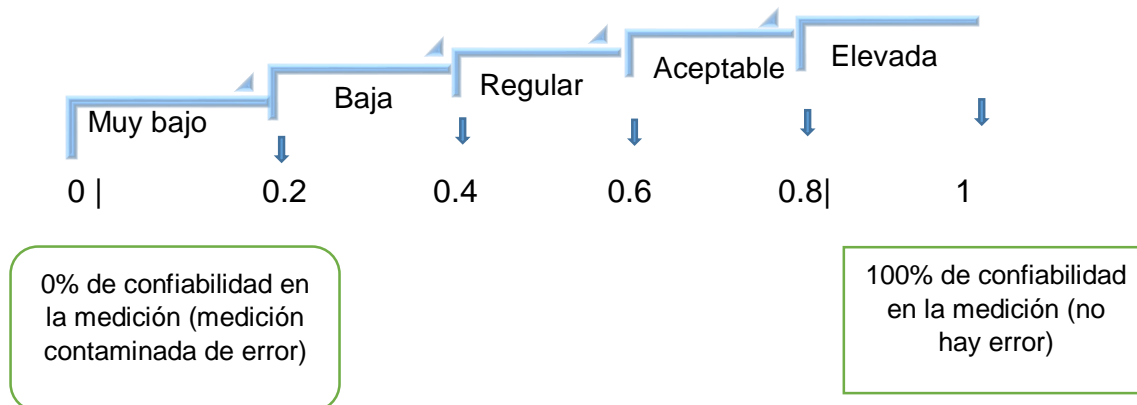 Muy bajo
Baja
Regular
Aceptable
Elevada
0 | 0.2 0.4 0.6 0.8| 1
0% de confiabilidad en
la medición (medición
contaminada de error)
100% de confiabilidad
en la medición (no
hay error)